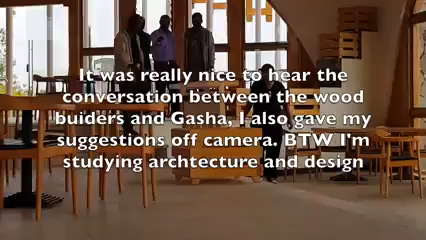 It was really nice to hear the
conversation between the wood
buiders and Gasha, I also gave my
suggestions off camera. BTW I'm
studying archtecture and design